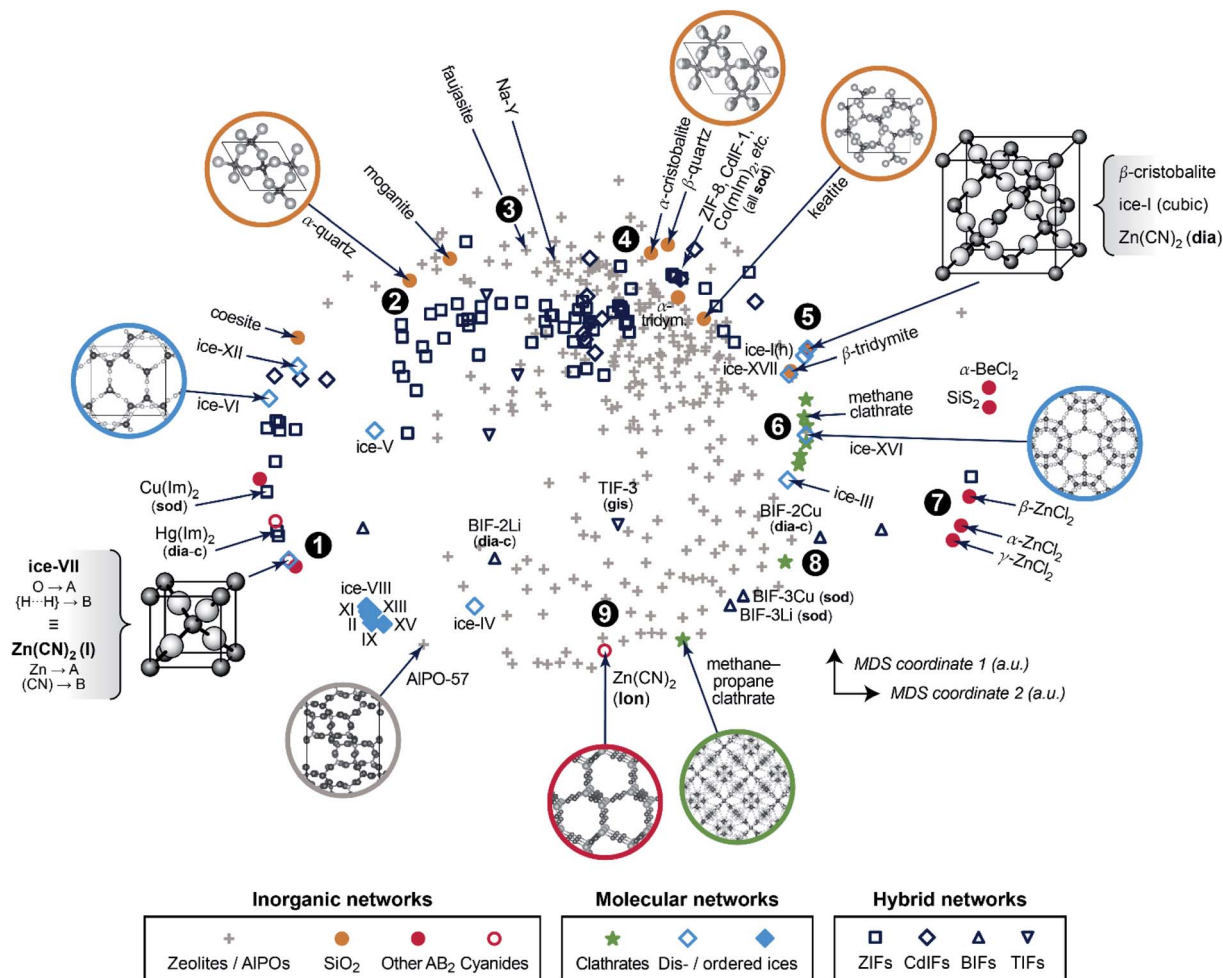 faujasite
Na-Y
3
moganite
α-quartz
2
4
α-cristobalite
β-quartz
ZIF-8, CdIF-1,
Co(mIm)2, etc.
(all sod)
keatite
β-cristobalite
ice-I (cubic)
Zn(CN)2 (dia)
α-
tridym.
coesite
ice-XII
ice-VI
ice-V
5
ice-I(h)
ice-XVII
β-tridymite
α-BeCl2
SiS2
methane
clathrate
6
ice-XVI
ice-III
Cu(Im)2
(sod)
Hg(Im)2
(dia-c)
1
TIF-3
(gis)
BIF-2Li
(dia-c)
BIF-2Cu
(dia-c)
7
β-ZnCl2
α-ZnCl2
γ-ZnCl2
8
ice-VII
O → A
{H···H} → B
≡
Zn(CN)2 (I)
Zn → A
(CN) → B
ice-VIII
XI
XIII
II
XV
IX
ice-IV
9
BIF-3Cu (sod)
BIF-3Li (sod)
AlPO-57
Zn(CN)2
(lon)
methane–
propane
clathrate
MDS coordinate 1 (a.u.)
MDS coordinate 2 (a.u.)
Inorganic networks
Molecular networks
Hybrid networks
Zeolites / AlPOs
SiO2
Other AB2
Cyanides
Clathrates
Dis- / ordered ices
ZIFs
CdIFs
BIFs
TIFs